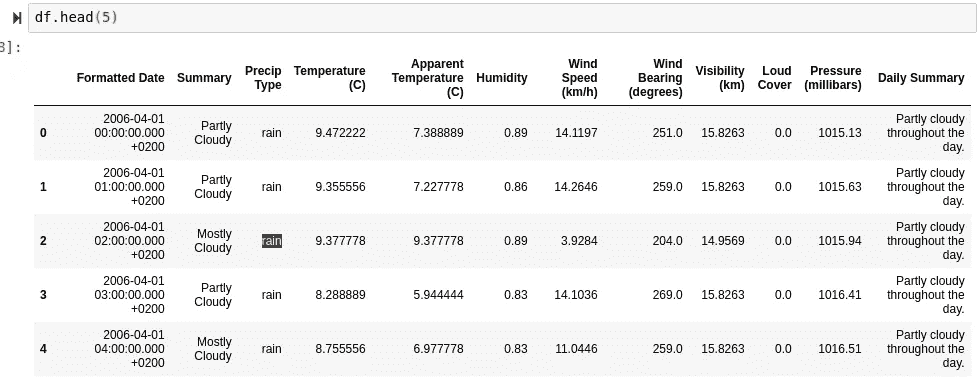 df.head(5)
3]:
Formatted Date Summary Precip Type Temperature (C) Apparent Temperature (C) Humidity Wind Speed (km/h) Wind Bearing (degrees) Visibility (km) Loud Cover Pressure (millibars) Daily Summary
0 2006-04-01 00:00:00.000 +0200 Partly Cloudy rain 9.472222 7.388889 0.89 14.1197 251.0 15.8263 0.0 1015.13 Partly cloudy throughout the day.
1 2006-04-01 01:00:00.000 +0200 Partly Cloudy rain 9.355556 7.227778 0.86 14.2646 259.0 15.8263 0.0 1015.63 Partly cloudy throughout the day.
2 2006-04-01 02:00:00.000 +0200 Mostly Cloudy rain 9.377778 9.377778 0.89 3.9284 204.0 14.9569 0.0 1015.94 Partly cloudy throughout the day.
3 2006-04-01 03:00:00.000 +0200 Partly Cloudy rain 8.288889 5.944444 0.83 14.1036 269.0 15.8263 0.0 1016.41 Partly cloudy throughout the day.
4 2006-04-01 04:00:00.000 +0200 Mostly Cloudy rain 8.755556 6.977778 0.83 11.0446 259.0 15.8263 0.0 1016.51 Partly cloudy throughout the day.